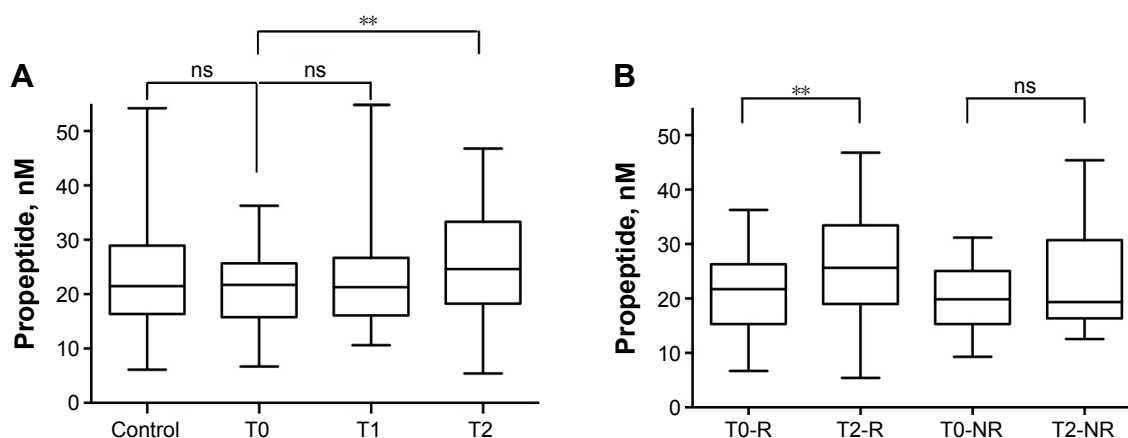 A
Propeptide, nM
50
40
30
20
10
0
ns
ns
**
Control T0 T1 T2
B
Propeptide, nM
50
40
30
20
10
0
**
ns
T0-R T2-R T0-NR T2-NR